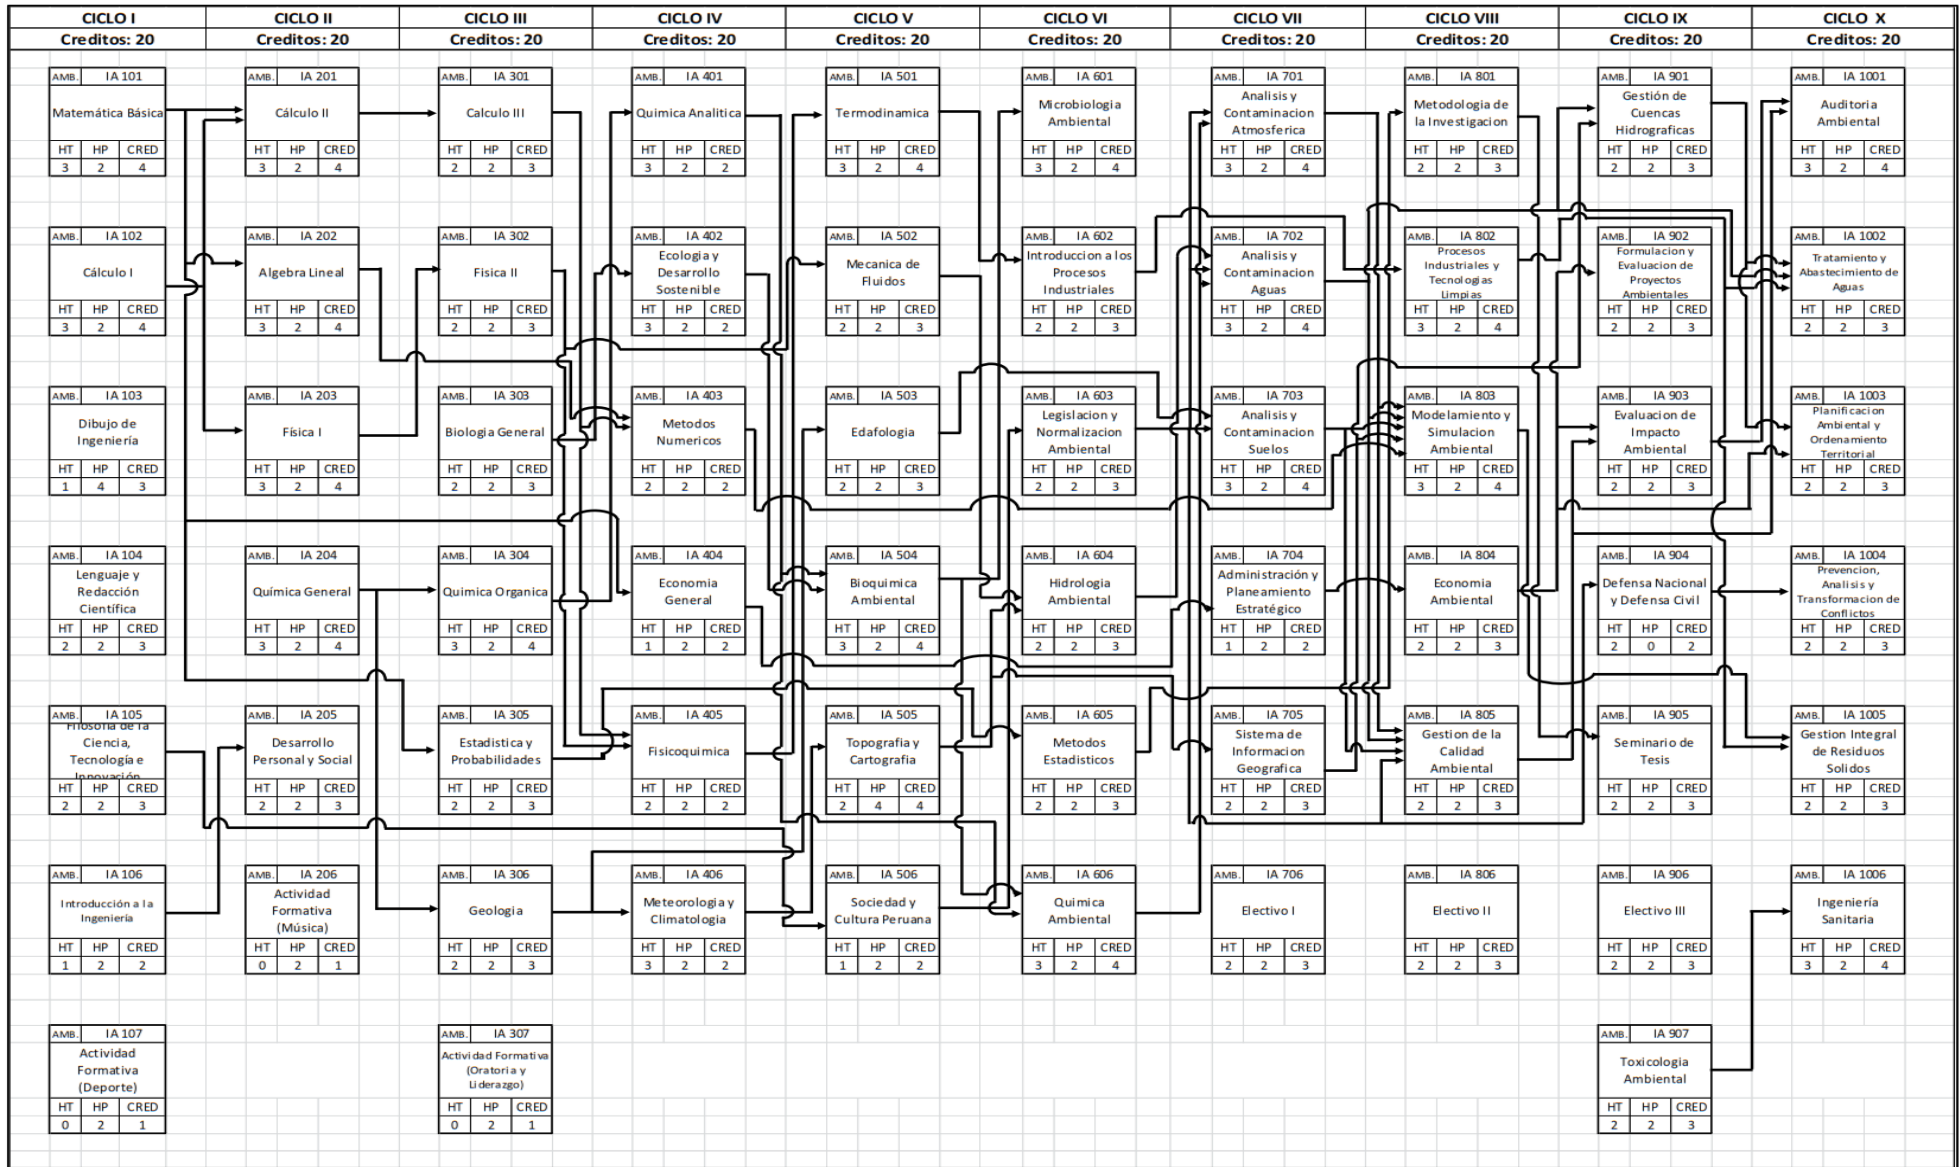 CICLO I CICLO II CICLO III CICLO IV CICLO V CICLO VI CICLO VII CICLO VIII CICLO IX CICLO X
Creditos: 20 Creditos: 20 Creditos: 20 Creditos: 20 Creditos: 20 Creditos: 20 Creditos: 20 Creditos: 20 Creditos: 20 Creditos: 20
AMB. IA 101
Matemática Básica
HT HP CRED
3 2 4
AMB. IA 201
Cálculo II
HT HP CRED
3 2 4
AMB. IA 301
Calculo III
HT HP CRED
2 2 3
AMB. IA 401
Quimica Analitica
HT HP CRED
3 2 2
AMB. IA 501
Termodinamica
HT HP CRED
3 2 4
AMB. IA 601
Microbiologia
Ambiental
HT HP CRED
3 2 4
AMB. IA 701
Analisis y
Contaminacion
Atmosferica
HT HP CRED
3 2 4
AMB. IA 801
Metodologia de
la Investigacion
HT HP CRED
2 2 3
AMB. IA 901
Gestión de
Cuencas
Hidrograficas
HT HP CRED
2 2 3
AMB. IA 1001
Auditoria
Ambiental
HT HP CRED
3 2 4
AMB. IA 102
Cálculo I
HT HP CRED
3 2 4
AMB. IA 202
Algebra Lineal
HT HP CRED
3 2 4
AMB. IA 302
Fisica II
HT HP CRED
2 2 3
AMB. IA 402
Ecologia y
Desarrollo
Sostenible
HT HP CRED
3 2 2
AMB. IA 502
Mecanica de
Fluidos
HT HP CRED
2 2 3
AMB. IA 602
Introduccion a los
Procesos
Industriales
HT HP CRED
2 2 3
AMB. IA 702
Analisis y
Contaminacion
Aguas
HT HP CRED
3 2 4
AMB. IA 802
Procesos
Industriales y
Tecnologias
Limpias
HT HP CRED
3 2 4
AMB. IA 902
Formulacion y
Evaluacion de
Proyectos
Ambientales
HT HP CRED
2 2 3
AMB. IA 1002
Tratamiento y
Abastecimiento de
Aguas
HT HP CRED
2 2 3
AMB. IA 103
Dibujo de
Ingeniería
HT HP CRED
1 4 3
AMB. IA 203
Física I
HT HP CRED
3 2 4
AMB. IA 303
Biologia General
HT HP CRED
2 2 3
AMB. IA 403
Metodos
Numericos
HT HP CRED
2 2 2
AMB. IA 503
Edafologia
HT HP CRED
2 2 3
AMB. IA 603
Legislacion y
Normalizacion
Ambiental
HT HP CRED
2 2 3
AMB. IA 703
Analisis y
Contaminacion
Suelos
HT HP CRED
3 2 4
AMB. IA 803
Modelamiento y
Simulacion
Ambiental
HT HP CRED
3 2 4
AMB. IA 903
Evaluacion de
Impacto
Ambiental
HT HP CRED
2 2 3
AMB. IA 1003
Planificacion
Ambiental y
Ordenamiento
Territorial
HT HP CRED
2 2 3
AMB. IA 104
Lenguaje y
Redacción
Científica
HT HP CRED
2 2 3
AMB. IA 204
Química General
HT HP CRED
3 2 4
AMB. IA 304
Quimica Organica
HT HP CRED
3 2 4
AMB. IA 404
Economia
General
HT HP CRED
1 2 2
AMB. IA 504
Bioquimica
Ambiental
HT HP CRED
3 2 4
AMB. IA 604
Hidrologia
Ambiental
HT HP CRED
2 2 3
AMB. IA 704
Administración y
Planeamiento
Estratégico
HT HP CRED
1 2 2
AMB. IA 804
Economia
Ambiental
HT HP CRED
2 2 3
AMB. IA 904
Defensa Nacional
y Defensa Civil
HT HP CRED
2 0 2
AMB. IA 1004
Prevencion,
Analisis y
Transformacion de
Conflictos
HT HP CRED
2 2 3
AMB. IA 105
Filosofía de la
Ciencia,
Tecnología e
Innovación
HT HP CRED
2 2 3
AMB. IA 205
Desarrollo
Personal y Social
HT HP CRED
2 2 3
AMB. IA 305
Estadistica y
Probabilidades
HT HP CRED
2 2 3
AMB. IA 405
Fisicoquimica
HT HP CRED
2 2 2
AMB. IA 505
Topografia y
Cartografia
HT HP CRED
2 4 4
AMB. IA 605
Metodos
Estadisticos
HT HP CRED
2 2 3
AMB. IA 705
Sistema de
Informacion
Geografica
HT HP CRED
2 2 3
AMB. IA 805
Gestion de la
Calidad
Ambiental
HT HP CRED
2 2 3
AMB. IA 905
Seminario de
Tesis
HT HP CRED
2 2 3
AMB. IA 1005
Gestion Integral
de Residuos
Solidos
HT HP CRED
2 2 3
AMB. IA 106
Introducción a la
Ingeniería
HT HP CRED
1 2 2
AMB. IA 206
Actividad
Formativa
(Música)
HT HP CRED
0 2 1
AMB. IA 306
Geologia
HT HP CRED
2 2 3
AMB. IA 406
Meteorologia y
Climatologia
HT HP CRED
3 2 2
AMB. IA 506
Sociedad y
Cultura Peruana
HT HP CRED
1 2 2
AMB. IA 606
Quimica
Ambiental
HT HP CRED
3 2 4
AMB. IA 706
Electivo I
HT HP CRED
2 2 3
AMB. IA 806
Electivo II
HT HP CRED
2 2 3
AMB. IA 906
Electivo III
HT HP CRED
2 2 3
AMB. IA 1006
Ingeniería
Sanitaria
HT HP CRED
3 2 4
AMB. IA 107
Actividad
Formativa
(Deporte)
HT HP CRED
0 2 1
AMB. IA 307
Actividad Formativa
(Oratoria y
Liderazgo)
HT HP CRED
0 2 1
AMB. IA 907
Toxicologia
Ambiental
HT HP CRED
2 2 3